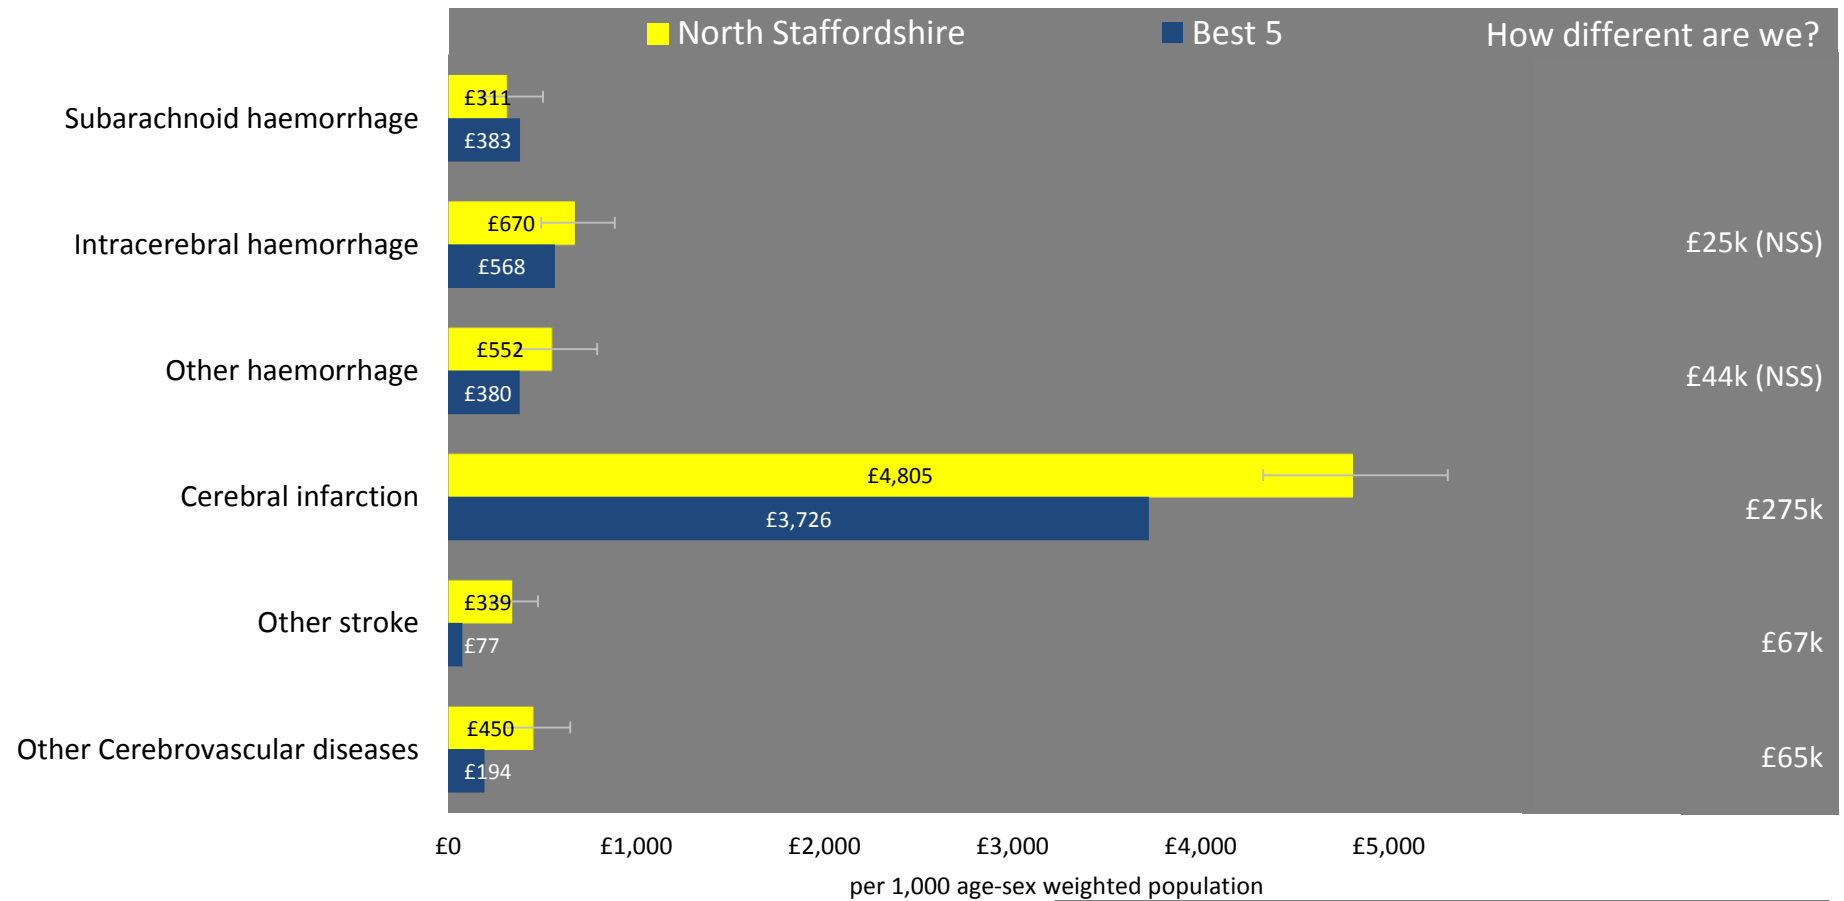 North Staffordshire Best 5 How different are we?
Subarachnoid haemorrhage £311
£383
Intracerebral haemorrhage £670
£568 £25k (NSS)
Other haemorrhage £552
£380 £44k (NSS)
Cerebral infarction £4,805
£3,726 £275k
Other stroke £339
£77 £67k
Other Cerebrovascular diseases £450
£194 £65k
£0 £1,000 £2,000 £3,000 £4,000 £5,000
per 1,000 age-sex weighted population